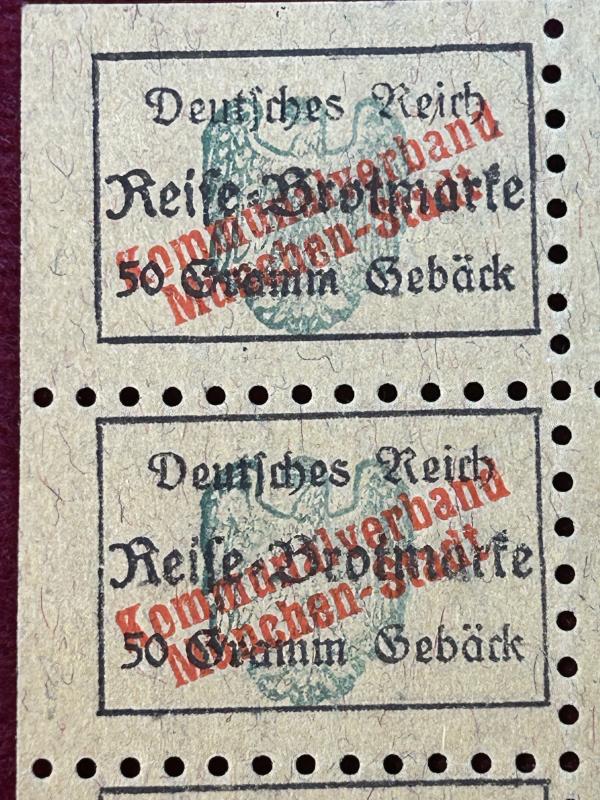 Deutsches Reich
Reise-Brotmarke
50 Gramm Gebäck
Kommunalverband
München-Stadt
Deutsches Reich
Reise-Brotmarke
50 Gramm Gebäck
Kommunalverband
München-Stadt